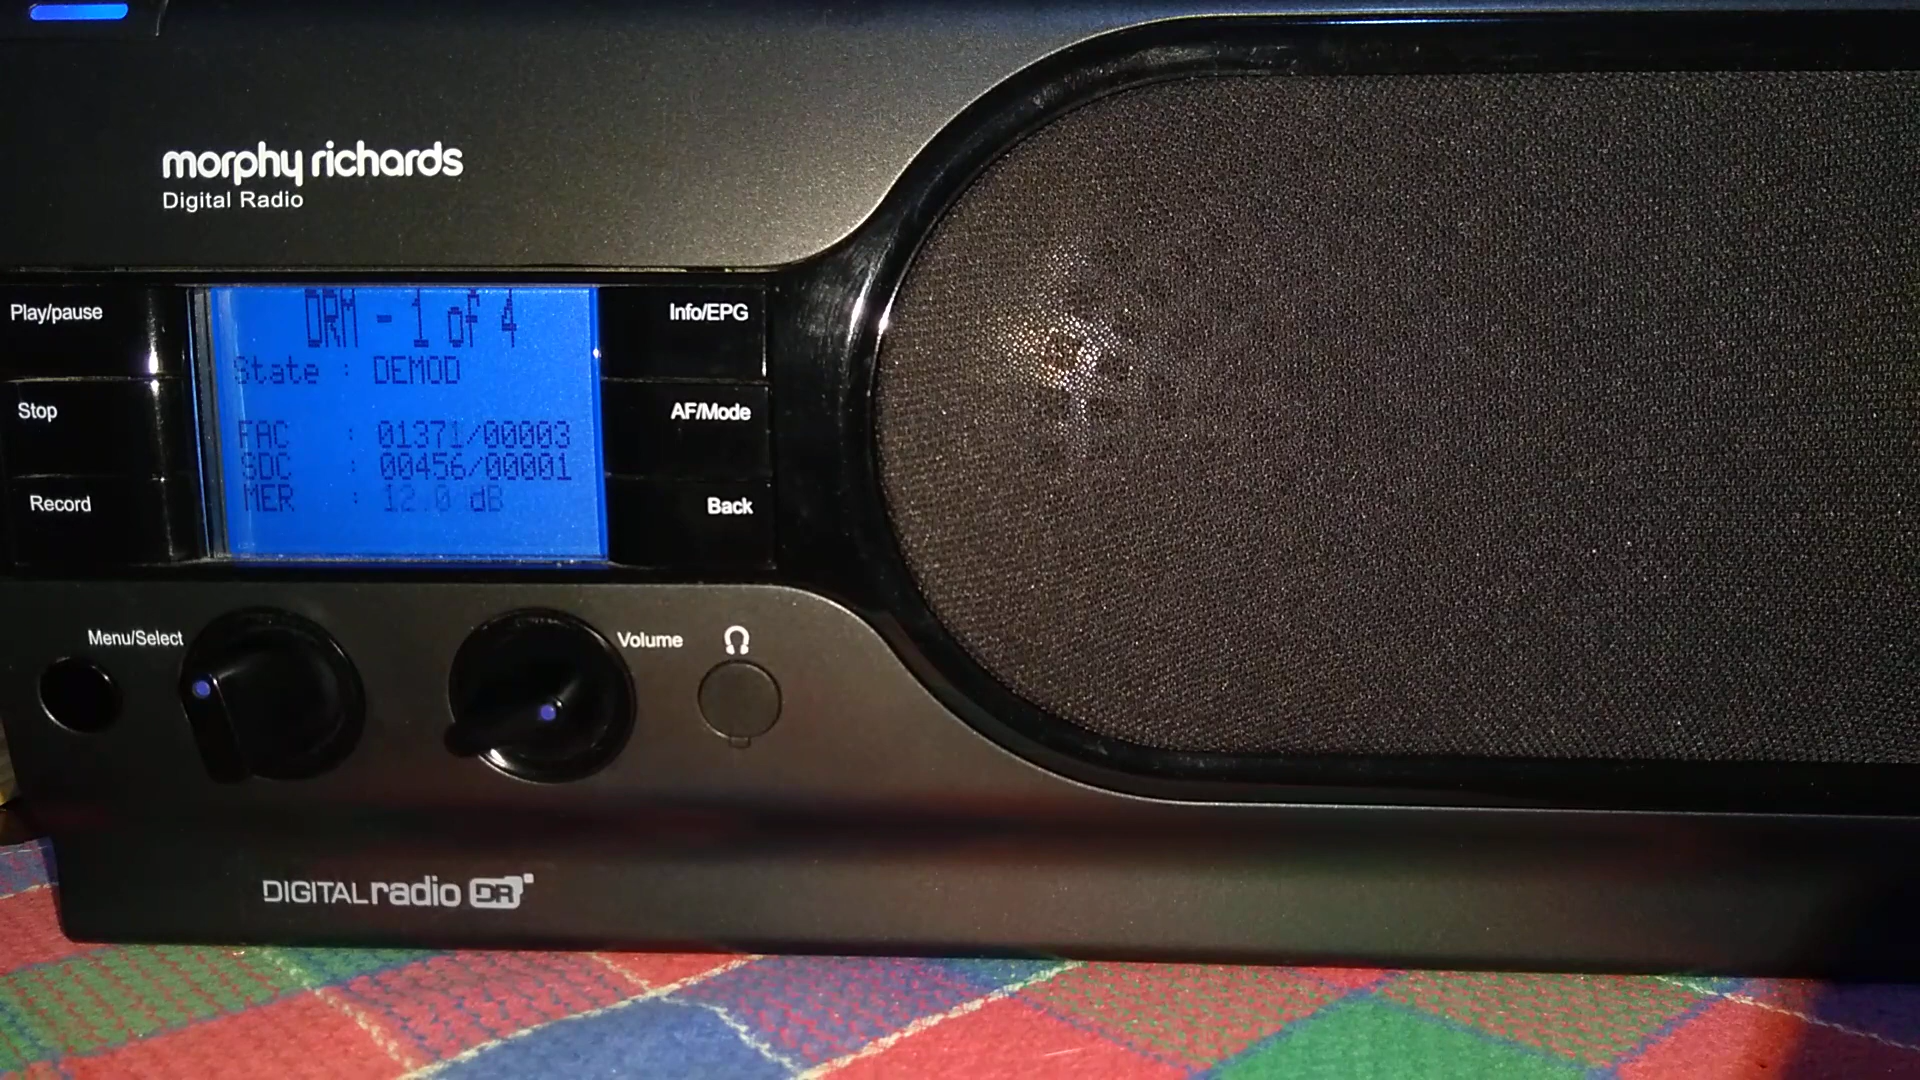 morphy richards
Digital Radio
Play/pause
Stop
Record
DRM - 1 of 4
State : DEMOD
FAC : 01371/00003
SDC : 00456/00001
MER : 12.0 dB
Info/EPG
AF/Mode
Back
Menu/Select
Volume
DIGITAL radio DR